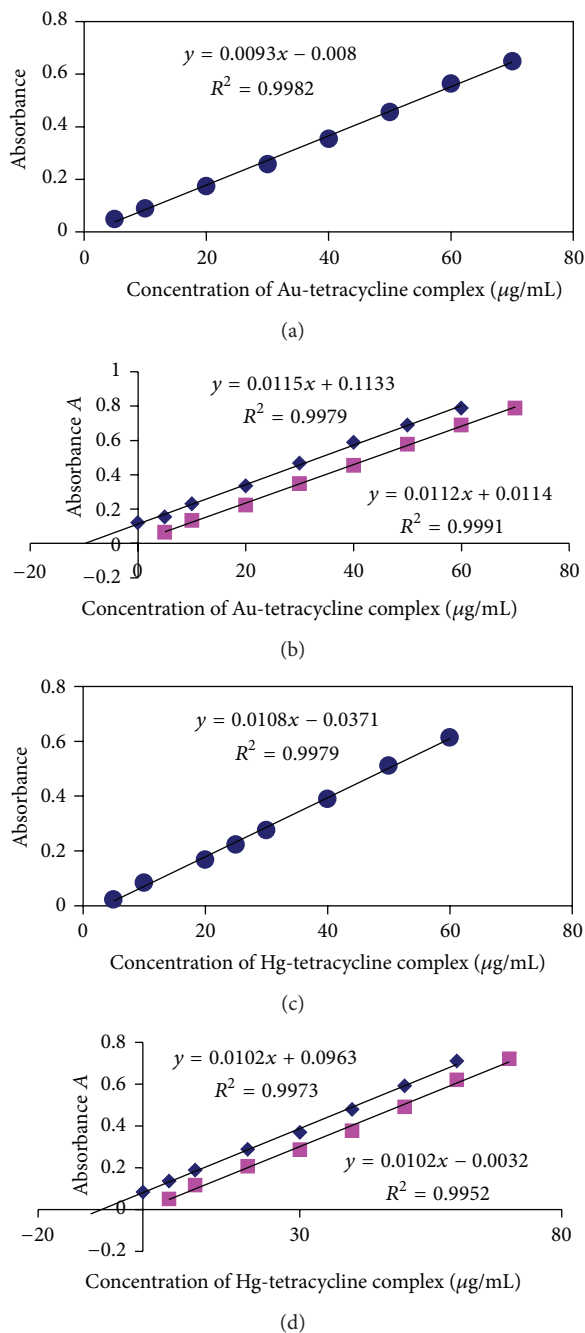 0.8
y = 0.0093x − 0.008
R² = 0.9982
0.6
0.4
0.2
0
0 20 40 60 80
Absorbance
Concentration of Au-tetracycline complex (μg/mL)
(a)
1
y = 0.0115x + 0.1133
R² = 0.9979
0.8
0.6
0.4
y = 0.0112x + 0.0114
R² = 0.9991
0.2
0
−0.2
−20 0 20 40 60 80
Absorbance A
Concentration of Au-tetracycline complex (μg/mL)
(b)
0.8
y = 0.0108x − 0.0371
R² = 0.9979
0.6
0.4
0.2
0
0 20 40 60 80
Absorbance
Concentration of Hg-tetracycline complex (μg/mL)
(c)
0.8
y = 0.0102x + 0.0963
R² = 0.9973
0.6
0.4
y = 0.0102x − 0.0032
R² = 0.9952
0.2
0
−0.2
−20 30 80
Absorbance A
Concentration of Hg-tetracycline complex (μg/mL)
(d)